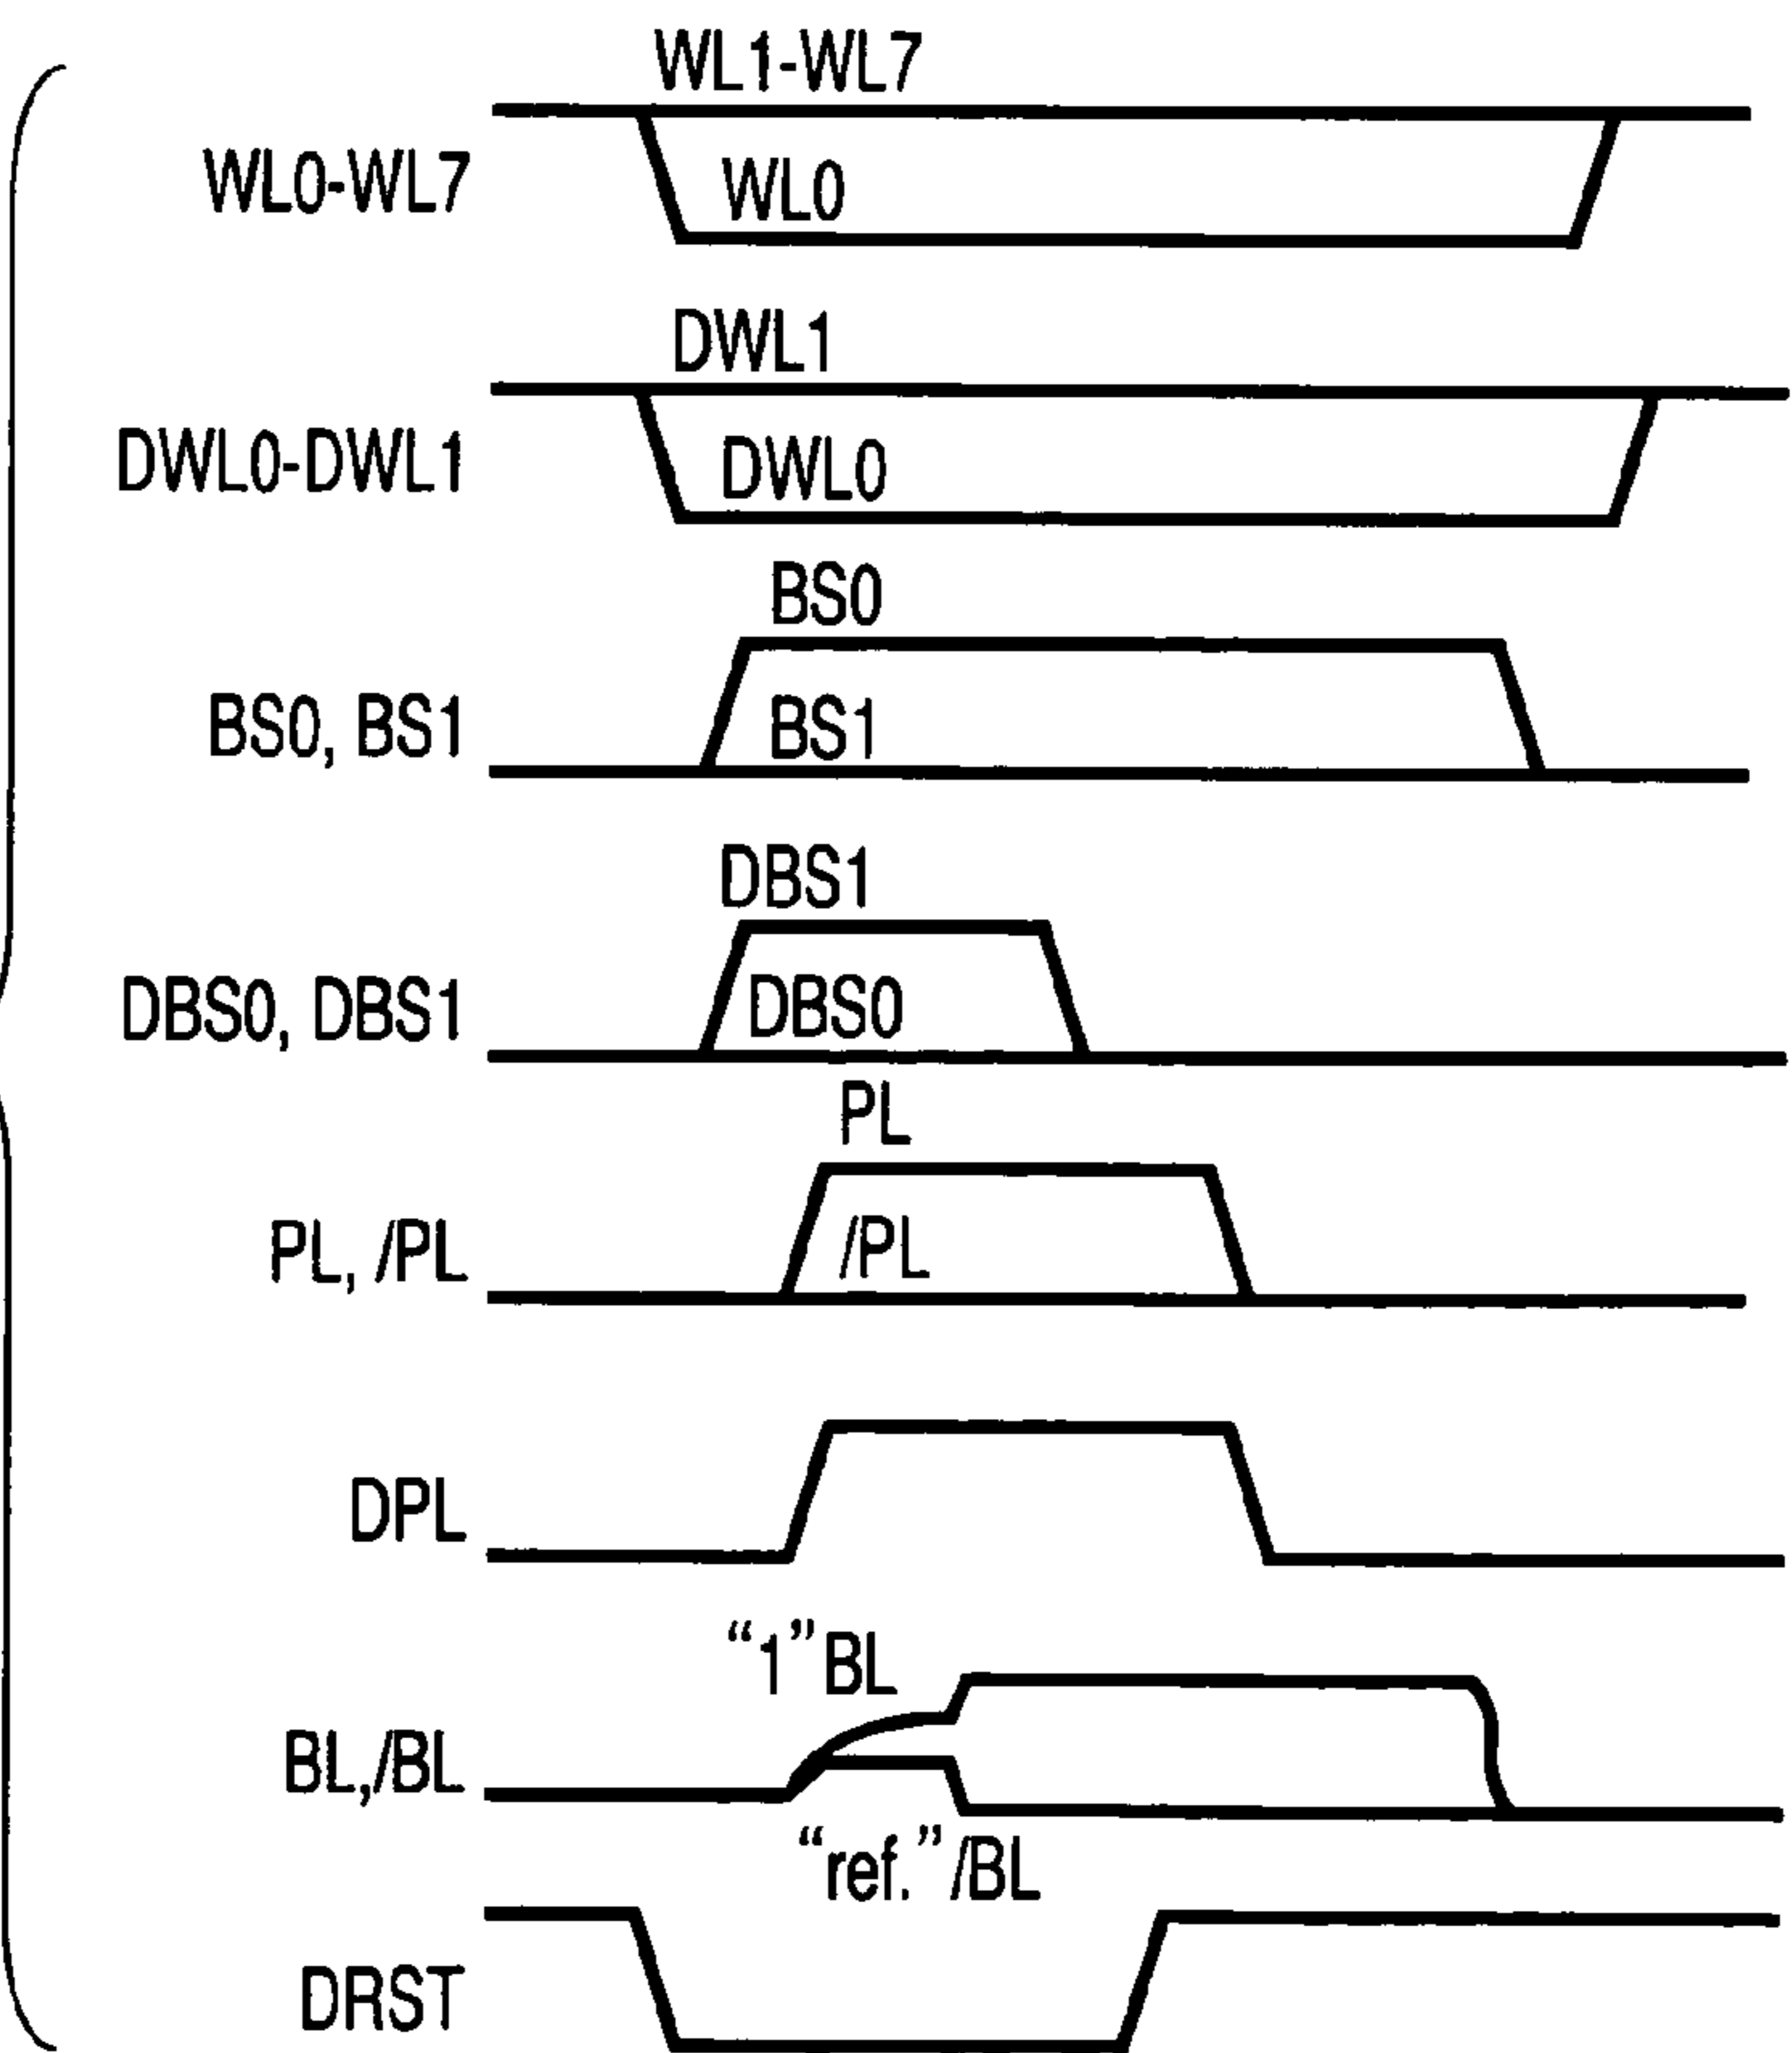 WL1-WL7
WL0-WL7
WL0
DWL1
DWL0-DWL1
DWL0
BS0
BS0, BS1
BS1
DBS1
DBS0, DBS1
DBS0
PL
PL, /PL
/PL
DPL
“1”BL
BL,/BL
“ref.”/BL
DRST